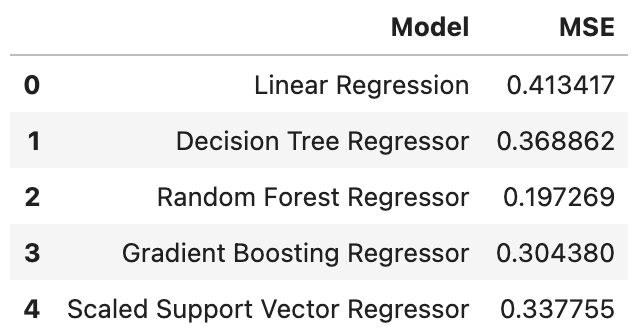 Model MSE
0 Linear Regression 0.413417
1 Decision Tree Regressor 0.368862
2 Random Forest Regressor 0.197269
3 Gradient Boosting Regressor 0.304380
4 Scaled Support Vector Regressor 0.337755